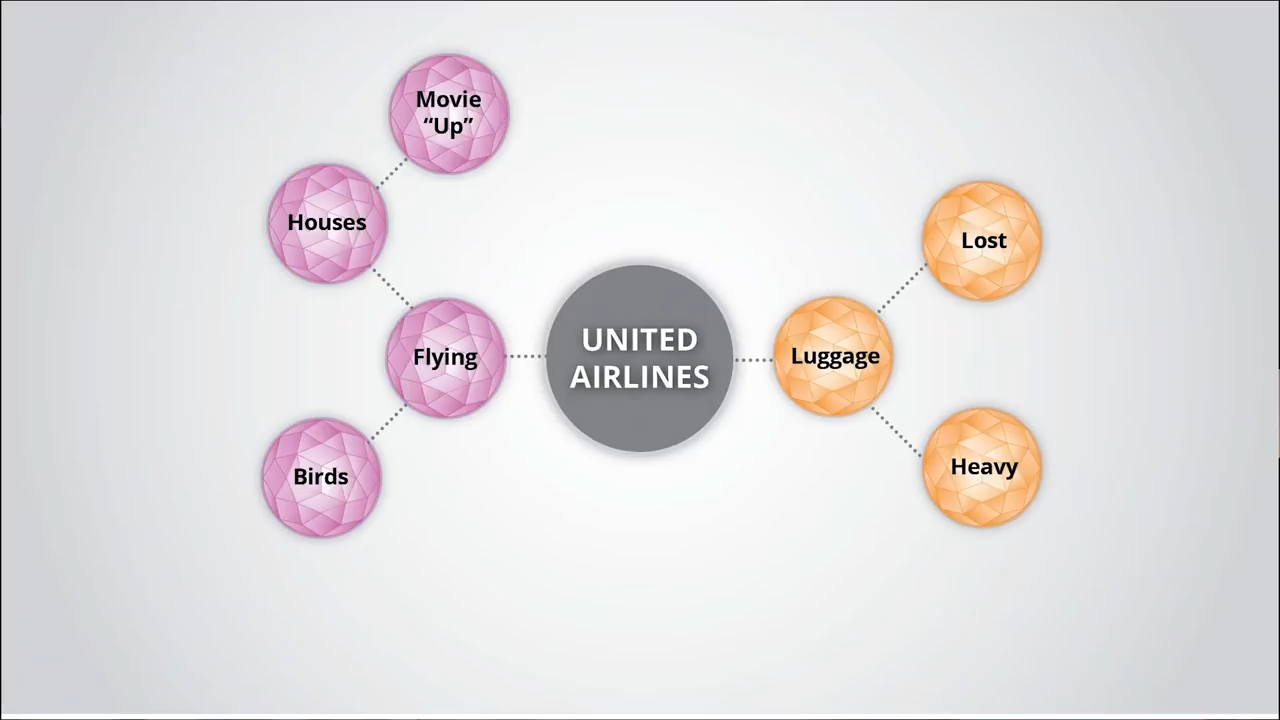 Movie
“Up”
Houses
Lost
UNITED
AIRLINES
Flying
Luggage
Birds
Heavy